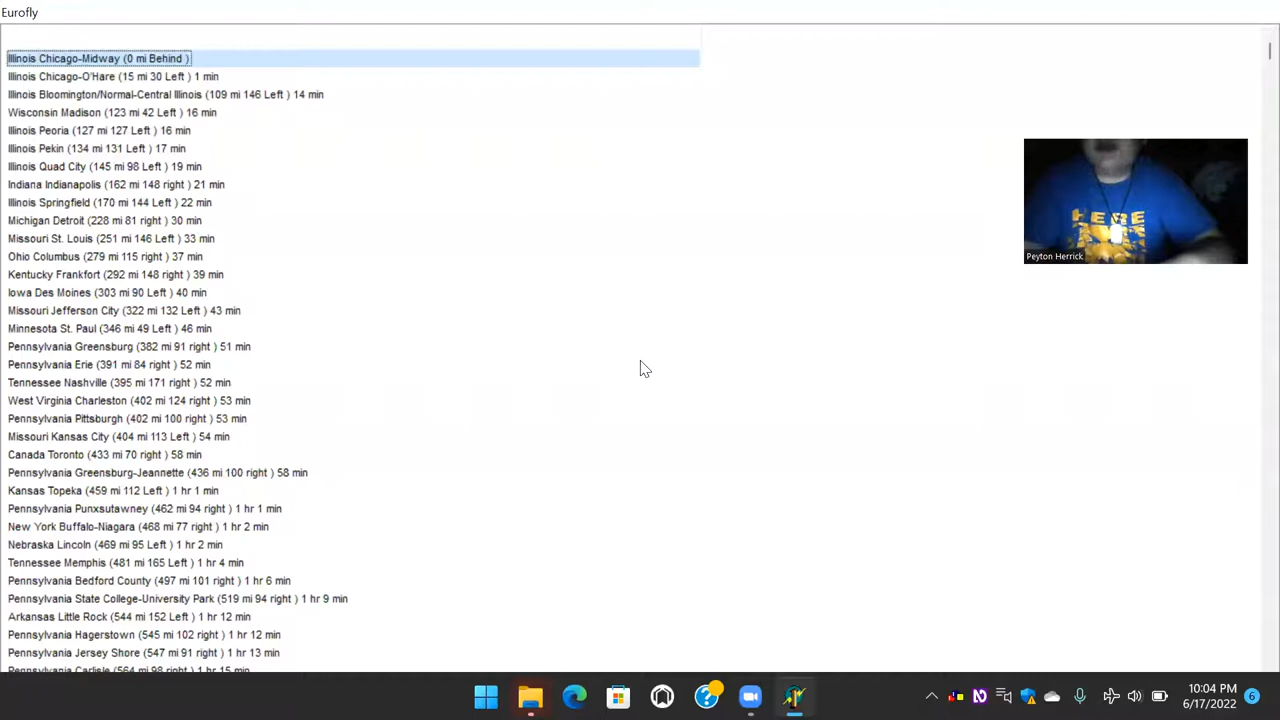 Eurofly
Illinois Chicago-Midway (0 mi Behind )
Illinois Chicago-O'Hare (15 mi 30 Left ) 1 min
Illinois Bloomington/Normal-Central Illinois (109 mi 146 Left ) 14 min
Wisconsin Madison (123 mi 42 Left ) 16 min
Illinois Peoria (127 mi 127 Left ) 16 min
Illinois Pekin (134 mi 131 Left ) 17 min
Illinois Quad City (145 mi 98 Left ) 19 min
Indiana Indianapolis (162 mi 148 right ) 21 min
Illinois Springfield (170 mi 144 Left ) 22 min
Michigan Detroit (228 mi 81 right ) 30 min
Missouri St. Louis (251 mi 146 Left ) 33 min
Ohio Columbus (279 mi 115 right ) 37 min
Kentucky Frankfort (292 mi 148 right ) 39 min
Iowa Des Moines (303 mi 90 Left ) 40 min
Missouri Jefferson City (322 mi 132 Left ) 43 min
Minnesota St. Paul (346 mi 49 Left ) 46 min
Pennsylvania Greensburg (382 mi 91 right ) 51 min
Pennsylvania Erie (391 mi 84 right ) 52 min
Tennessee Nashville (395 mi 171 right ) 52 min
West Virginia Charleston (402 mi 124 right ) 53 min
Pennsylvania Pittsburgh (402 mi 100 right ) 53 min
Missouri Kansas City (404 mi 113 Left ) 54 min
Canada Toronto (433 mi 70 right ) 58 min
Pennsylvania Greensburg-Jeannette (436 mi 100 right ) 58 min
Kansas Topeka (459 mi 112 Left ) 1 hr 1 min
Pennsylvania Punxsutawney (462 mi 94 right ) 1 hr 1 min
New York Buffalo-Niagara (468 mi 77 right ) 1 hr 2 min
Nebraska Lincoln (469 mi 95 Left ) 1 hr 2 min
Tennessee Memphis (481 mi 165 Left ) 1 hr 4 min
Pennsylvania Bedford County (497 mi 101 right ) 1 hr 6 min
Pennsylvania State College-University Park (519 mi 94 right ) 1 hr 9 min
Arkansas Little Rock (544 mi 152 Left ) 1 hr 12 min
Pennsylvania Hagerstown (545 mi 102 right ) 1 hr 12 min
Pennsylvania Jersey Shore (547 mi 91 right ) 1 hr 13 min
Pennsylvania Carlisle (564 mi 98 right ) 1 hr 15 min
HERE
Peyton Herrick
10:04 PM
6/17/2022
6